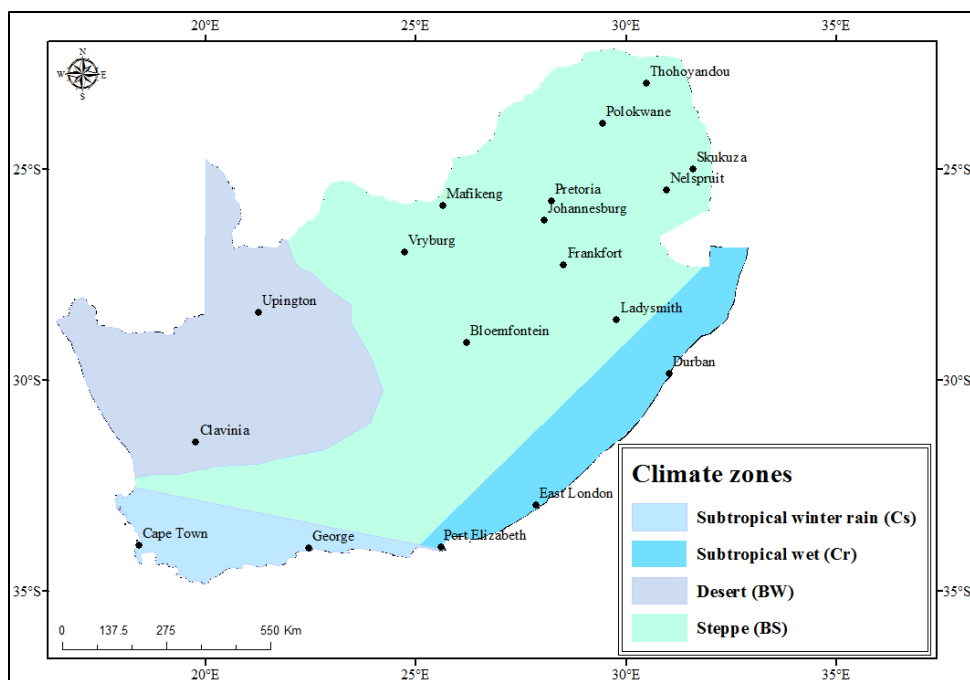 20°E 25°E 30°E 35°E
N
W E
S
Thohoyandou
Polokwane
25°S 25°S
Skukuza
Nelspruit
Mafikeng
Pretoria
Johannesburg
Vryburg
Frankfort
Upington
Ladysmith
Bloemfontein
Durban
30°S 30°S
Clavinia
Climate zones
East London
Subtropical winter rain (Cs)
Cape Town
George
Port Elizabeth
Subtropical wet (Cr)
35°S 35°S
Desert (BW)
Steppe (BS)
0 137.5 275 550 Km
20°E 25°E 30°E 35°E